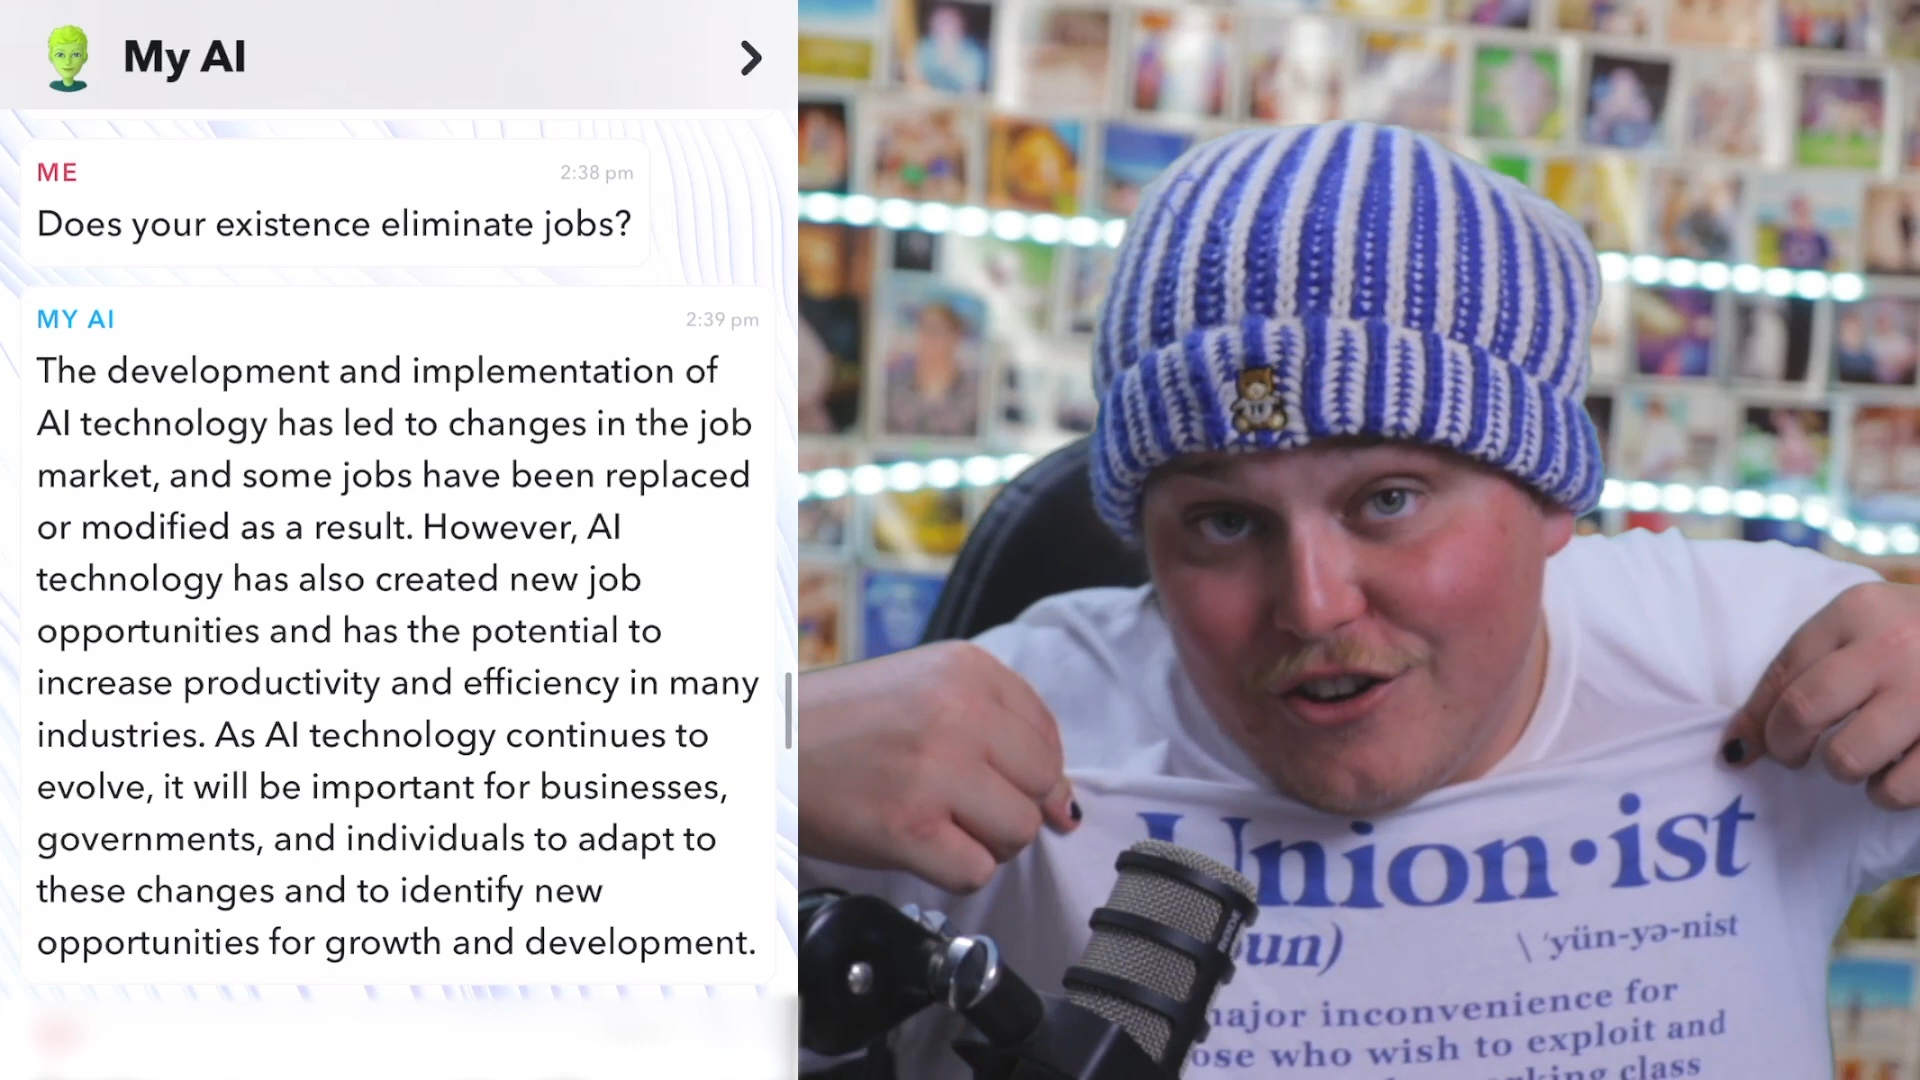 My AI
ME
2:38 pm
Does your existence eliminate jobs?
MY AI
2:39 pm
The development and implementation of
AI technology has led to changes in the job
market, and some jobs have been replaced
or modified as a result. However, AI
technology has also created new job
opportunities and has the potential to
increase productivity and efficiency in many
industries. As AI technology continues to
evolve, it will be important for businesses,
governments, and individuals to adapt to
these changes and to identify new
opportunities for growth and development.
Union•ist
\ ˈyün-yə-nist
inconvenience for
who wish to exploit and
class